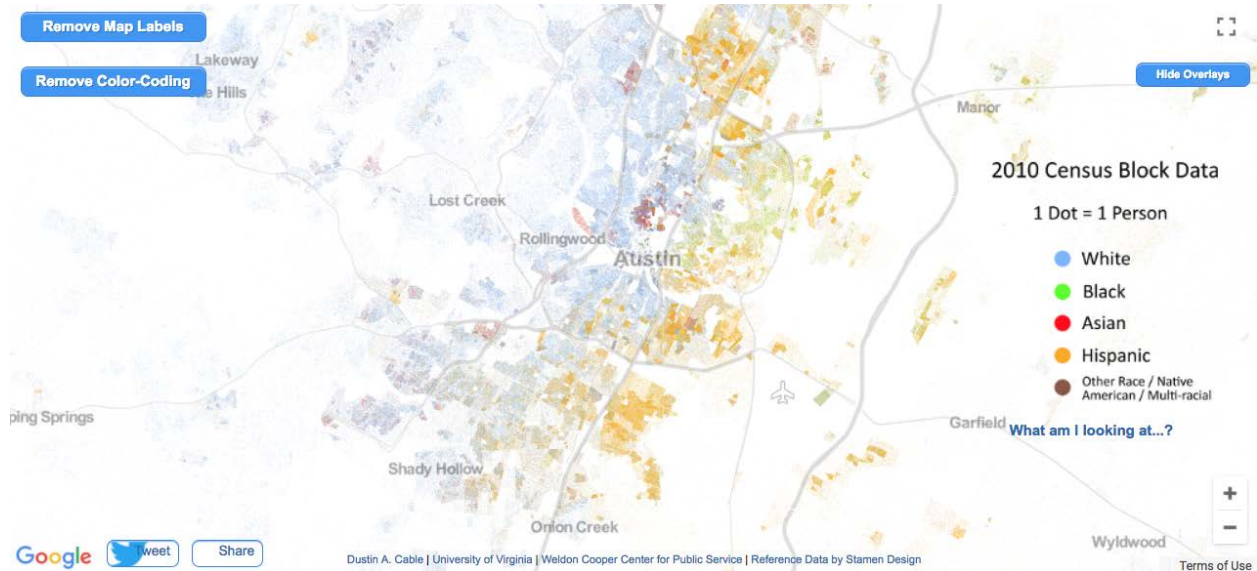 Remove Map Labels
Lakeway
Remove Color-Coding
Hills
Hide Overlays
Manor
2010 Census Block Data
1 Dot = 1 Person
Lost Creek
Rollingwood
Austin
White
Black
Asian
Hispanic
Other Race / Native
American / Multi-racial
ping Springs
Garfield
What am I looking at...?
Shady Hollow
Onion Creek
Wyldwood
Google
Tweet
Share
Dustin A. Cable | University of Virginia | Weldon Cooper Center for Public Service | Reference Data by Stamen Design
Terms of Use